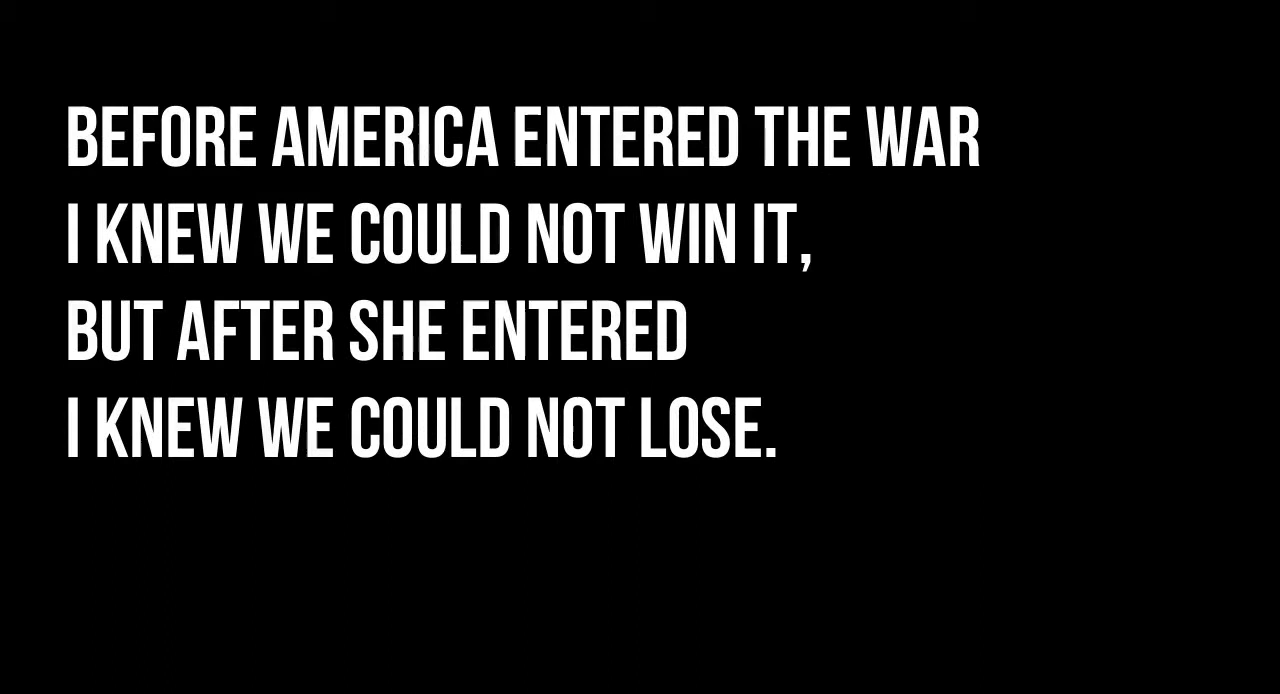 BEFORE AMERICA ENTERED THE WAR
I KNEW WE COULD NOT WIN IT,
BUT AFTER SHE ENTERED
I KNEW WE COULD NOT LOSE.